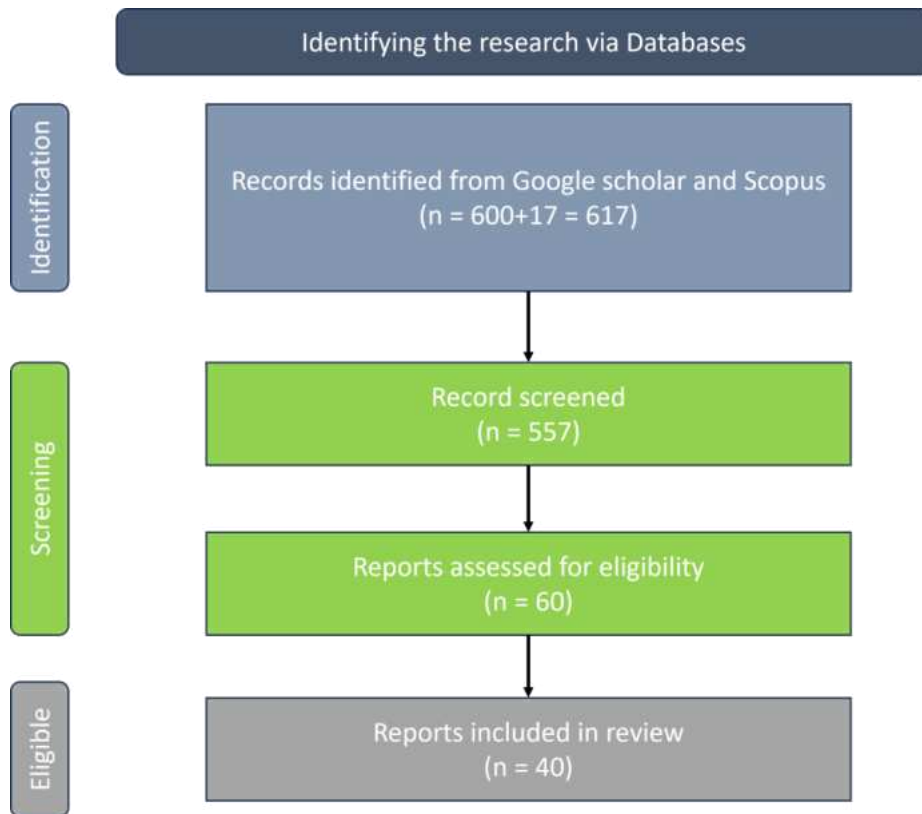 Identifying the research via Databases
Identification
Records identified from Google scholar and Scopus
(n = 600+17 = 617)
Screening
Record screened
(n = 557)
Reports assessed for eligibility
(n = 60)
Eligible
Reports included in review
(n = 40)